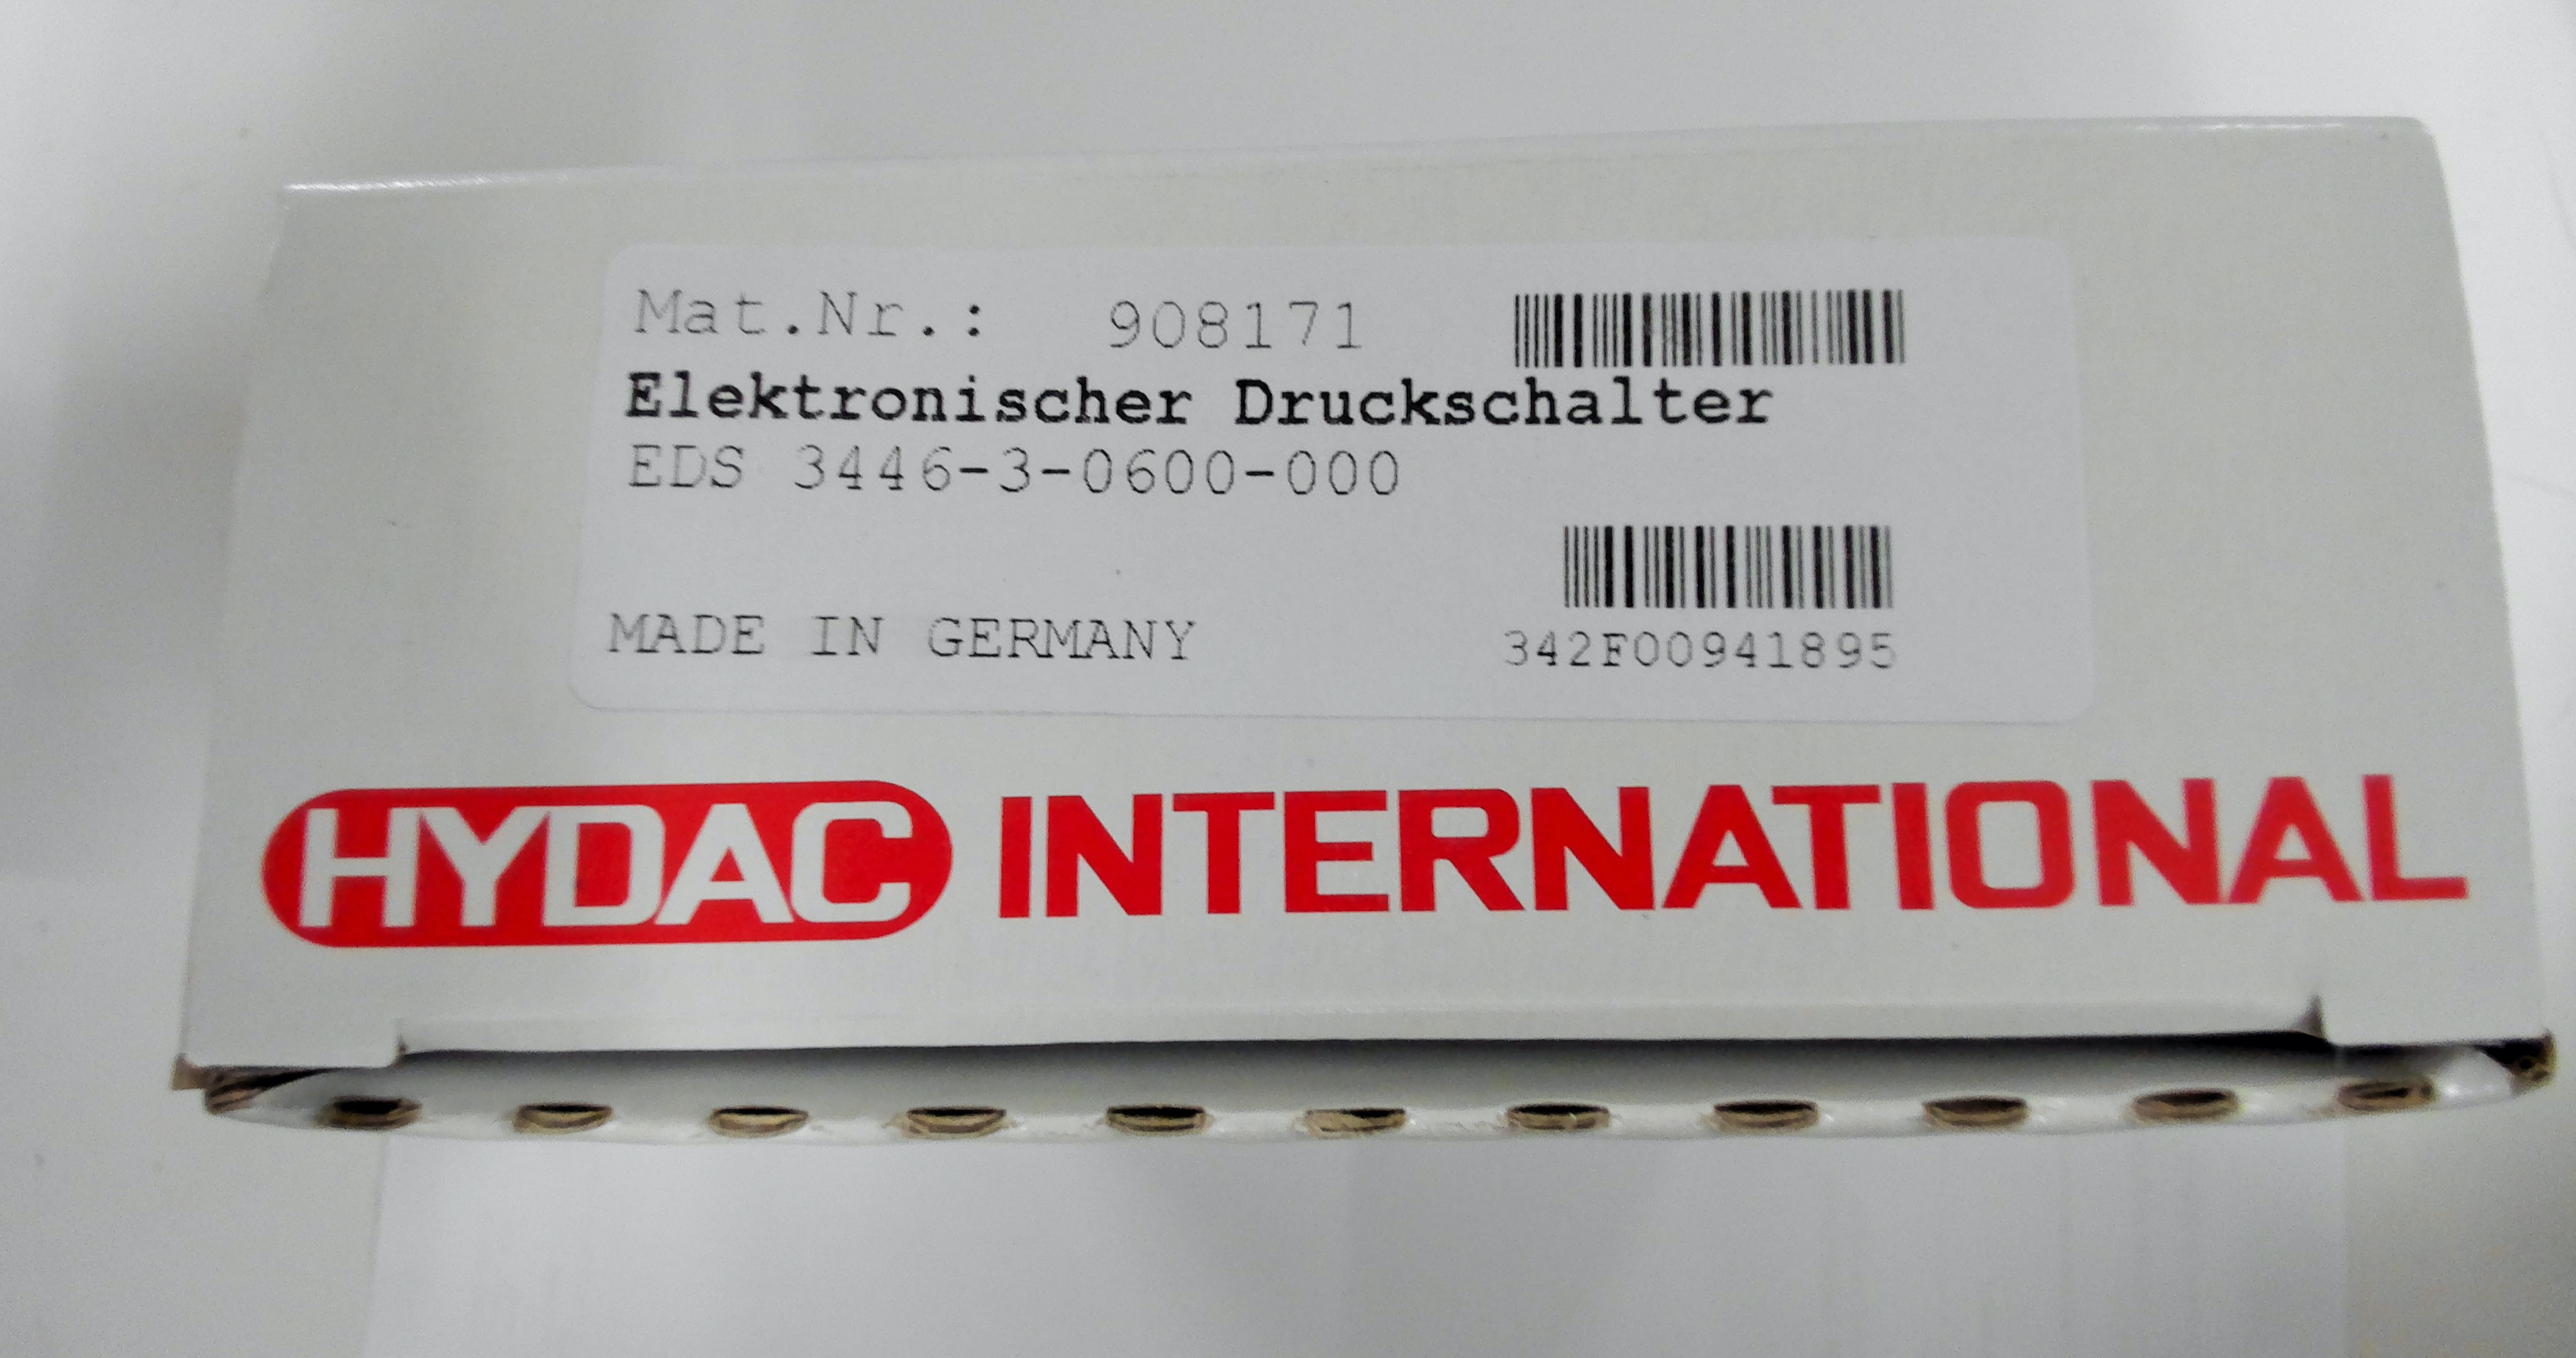 Mat.Nr.: 908171
Elektronischer Druckschalter
EDS 3446-3-0600-000
MADE IN GERMANY 342F00941895
HYDAC INTERNATIONAL